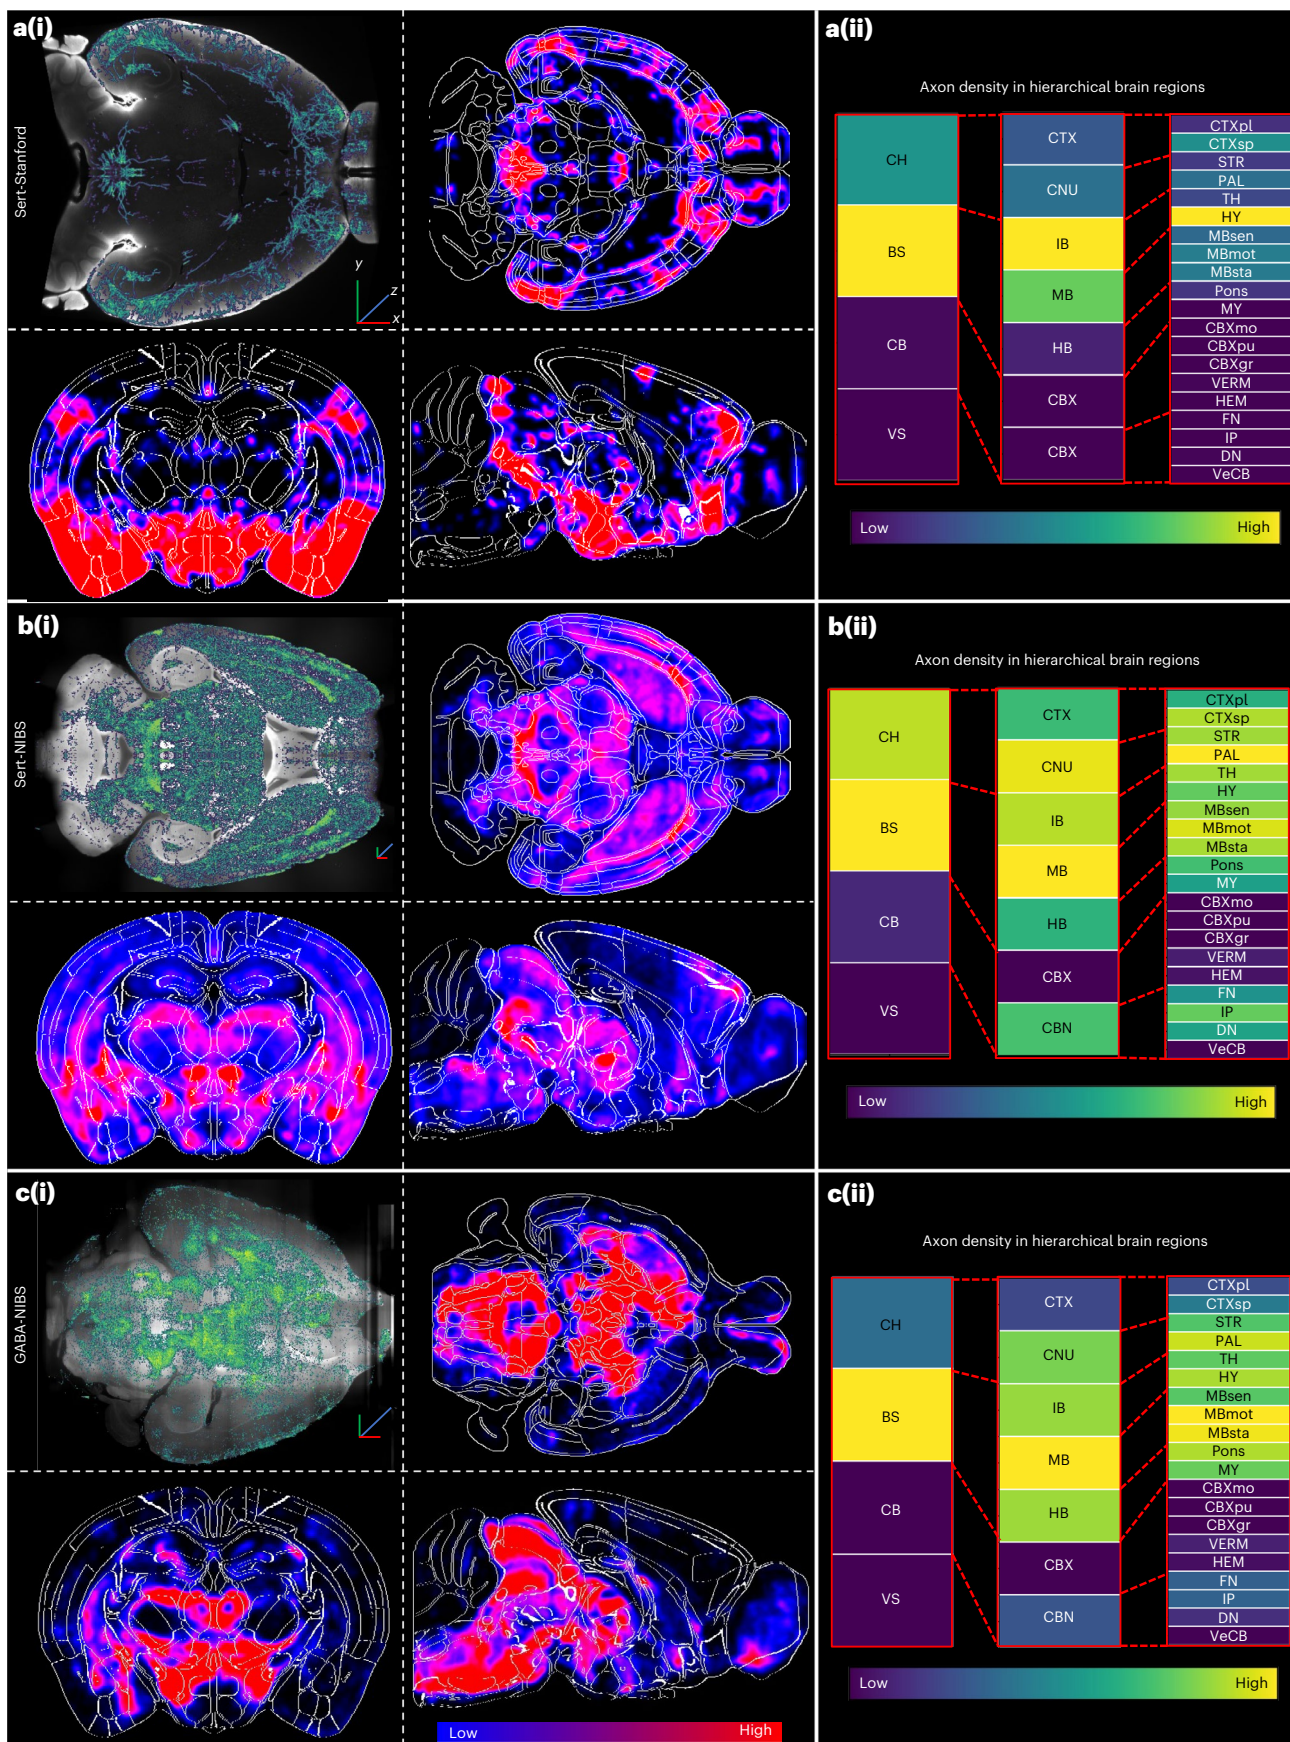 a(i)
Sert-Stanford
y
z
x
a(ii)
Axon density in hierarchical brain regions
CH
BS
CB
VS
CTX
CNU
IB
MB
HB
CBX
CBX
CTXpl
CTXsp
STR
PAL
TH
HY
MBsen
MBmot
MBsta
Pons
MY
CBXmo
CBXpu
CBXgr
VERM
HEM
FN
IP
DN
VeCB
Low High
b(i)
Sert-NIBS
b(ii)
Axon density in hierarchical brain regions
CH
BS
CB
VS
CTX
CNU
IB
MB
HB
CBX
CBN
CTXpl
CTXsp
STR
PAL
TH
HY
MBsen
MBmot
MBsta
Pons
MY
CBXmo
CBXpu
CBXgr
VERM
HEM
FN
IP
DN
VeCB
Low High
c(i)
GABA-NIBS
Low High
c(ii)
Axon density in hierarchical brain regions
CH
BS
CB
VS
CTX
CNU
IB
MB
HB
CBX
CBN
CTXpl
CTXsp
STR
PAL
TH
HY
MBsen
MBmot
MBsta
Pons
MY
CBXmo
CBXpu
CBXgr
VERM
HEM
FN
IP
DN
VeCB
Low High